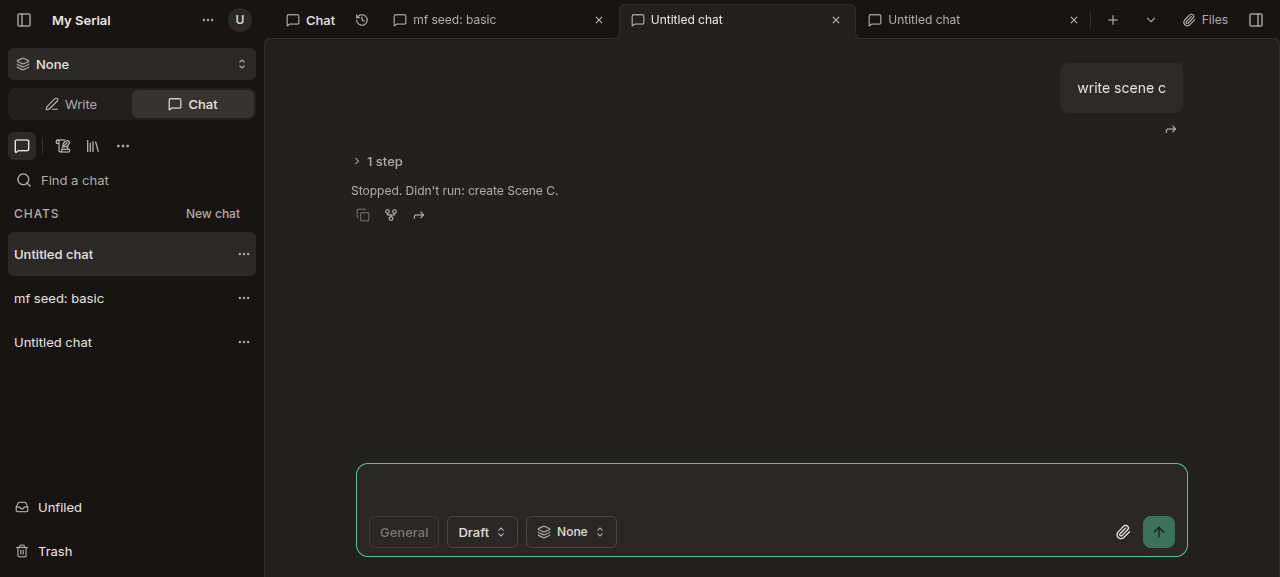 My Serial
U
Chat
mf seed: basic
Untitled chat
Untitled chat
Files
None
Write
Chat
Find a chat
CHATS
New chat
Untitled chat
mf seed: basic
Untitled chat
Unfiled
Trash
write scene c
1 step
Stopped. Didn't run: create Scene C.
General
Draft
None